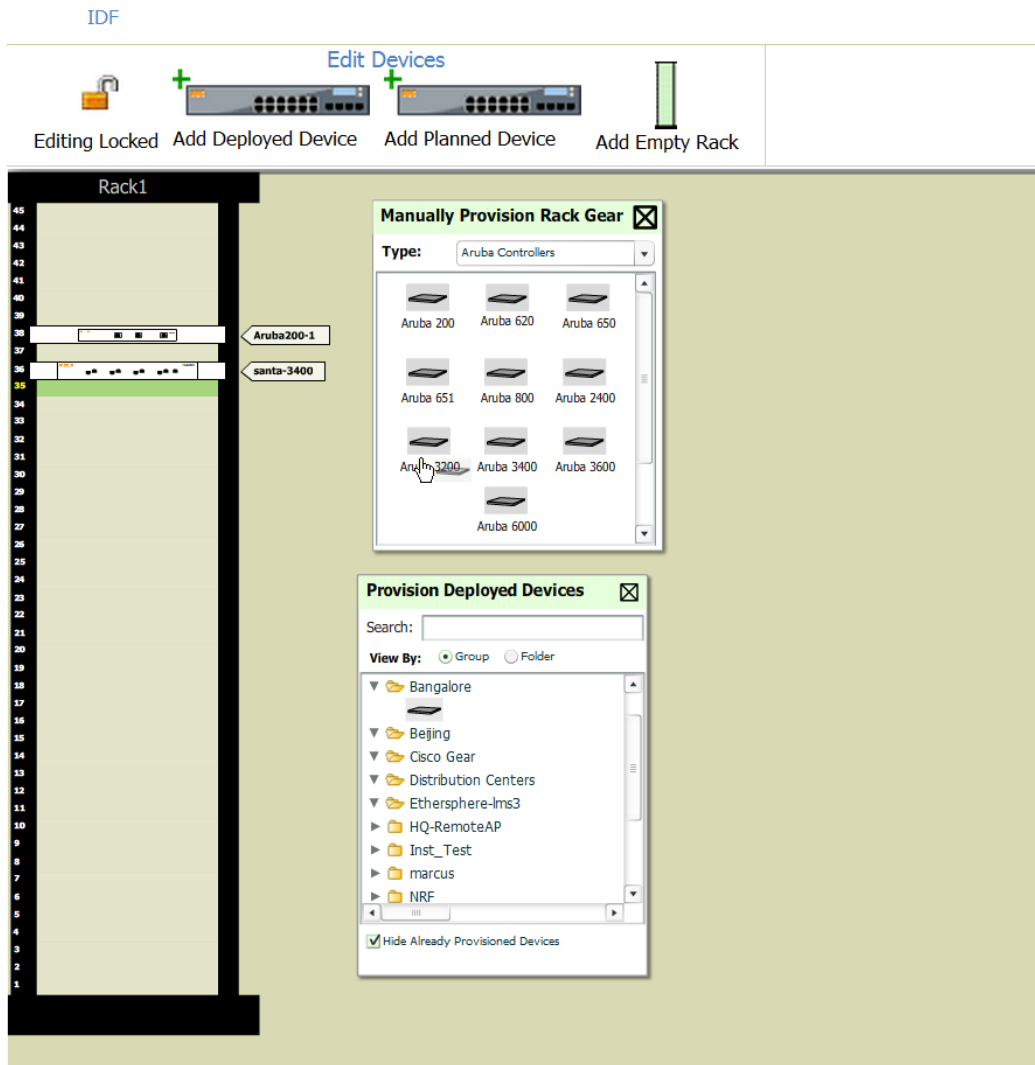 IDF
Edit Devices
Editing Locked
Add Deployed Device
Add Planned Device
Add Empty Rack
Rack1
45
44
43
42
41
40
39
38
37
36
35
34
33
32
31
30
29
28
27
26
25
24
23
22
21
20
19
18
17
16
15
14
13
12
11
10
9
8
7
6
5
4
3
2
1
Aruba200-1
santa-3400
Manually Provision Rack Gear
Type: Aruba Controllers
Aruba 200 Aruba 620 Aruba 650
Aruba 651 Aruba 800 Aruba 2400
Aruba 3200 Aruba 3400 Aruba 3600
Aruba 6000
Provision Deployed Devices
Search:
View By: Group Folder
Bangalore
Beijing
Cisco Gear
Distribution Centers
Ethersphere-lms3
HQ-RemoteAP
Inst_Test
marcus
NRF
Hide Already Provisioned Devices